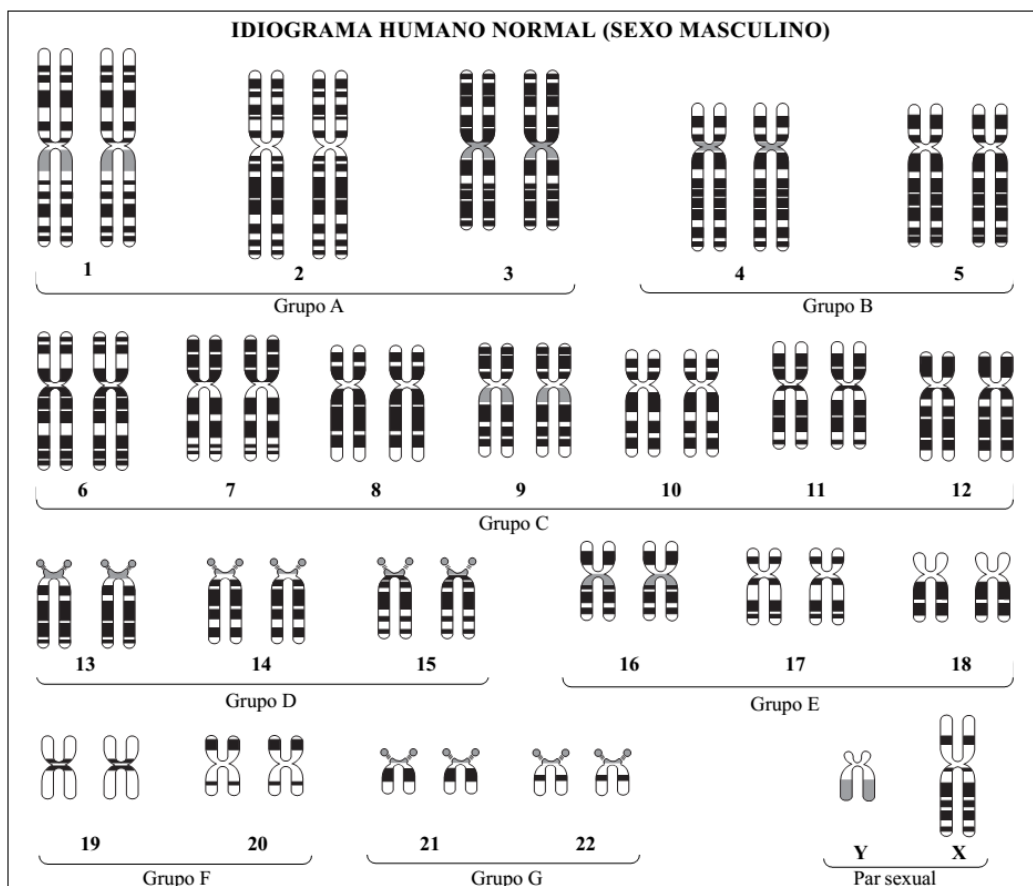 IDIOGRAMA HUMANO NORMAL (SEXO MASCULINO)
1 2 3 4 5
Grupo A Grupo B
6 7 8 9 10 11 12
Grupo C
13 14 15 16 17 18
Grupo D Grupo E
19 20 21 22 Y X
Grupo F Grupo G Par sexual